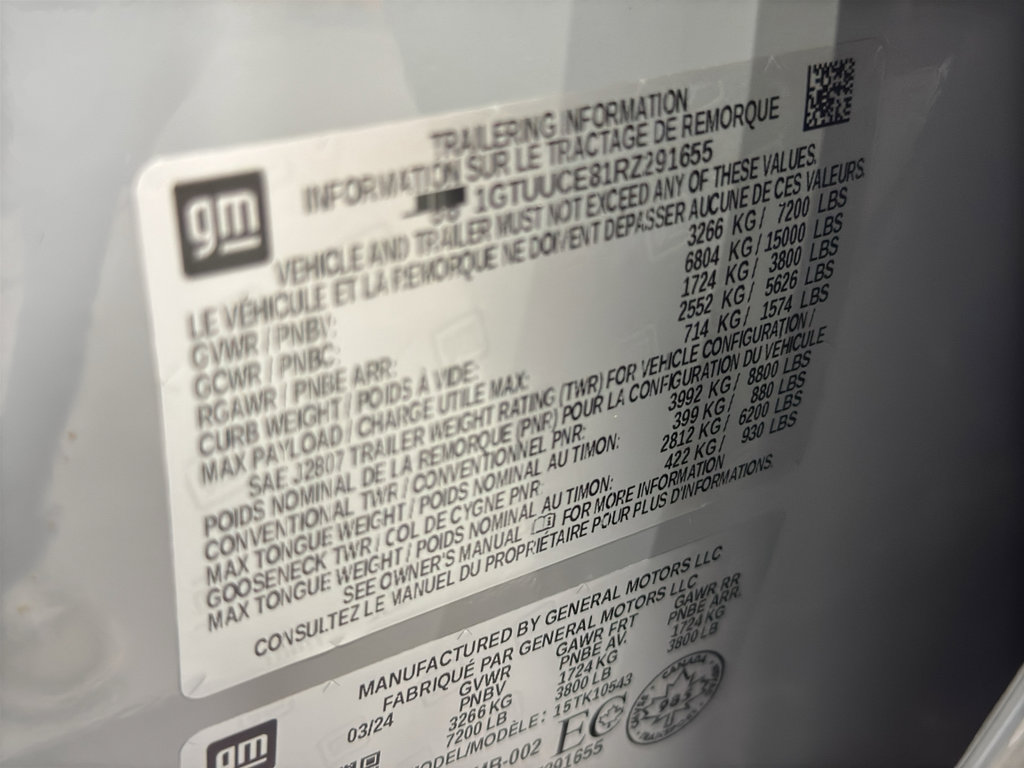 gm
TRAILERING INFORMATION
INFORMATION SUR LE TRACTAGE DE REMORQUE
1GTUUCE81RZ291655
VEHICLE AND TRAILER MUST NOT EXCEED ANY OF THESE VALUES.
LE VÉHICULE ET LA REMORQUE NE DOIVENT DÉPASSER AUCUNE DE CES VALEURS.
GVWR / PNBV: 3266 KG / 7200 LBS
GCWR / PNBC: 6804 KG / 15000 LBS
RGAWR / PNBE ARR: 1724 KG / 3800 LBS
CURB WEIGHT / POIDS À VIDE: 2552 KG / 5626 LBS
MAX PAYLOAD / CHARGE UTILE MAX: 714 KG / 1574 LBS
SAE J2807 TRAILER WEIGHT RATING (TWR) FOR VEHICLE CONFIGURATION /
POIDS NOMINAL DE LA REMORQUE (PNR) POUR LA CONFIGURATION DU VEHICULE
CONVENTIONAL TWR / CONVENTIONNEL PNR: 3992 KG / 8800 LBS
MAX TONGUE WEIGHT / POIDS NOMINAL AU TIMON: 399 KG / 880 LBS
GOOSENECK TWR / COL DE CYGNE PNR: 2812 KG / 6200 LBS
MAX TONGUE WEIGHT / POIDS NOMINAL AU TIMON: 422 KG / 930 LBS
SEE OWNER'S MANUAL FOR MORE INFORMATION
CONSULTEZ LE MANUEL DU PROPRIÉTAIRE POUR PLUS D'INFORMATIONS.
gm
MANUFACTURED BY GENERAL MOTORS LLC
FABRIQUÉ PAR GENERAL MOTORS LLC
03/24 GVWR GAWR FRT GAWR RR
PNBV PNBE AV. PNBE ARR.
3266 KG 1724 KG 1724 KG
7200 LB 3800 LB 3800 LB
MODEL/MODÈLE: 15TK10543
MB-002 EC CANADA
291655